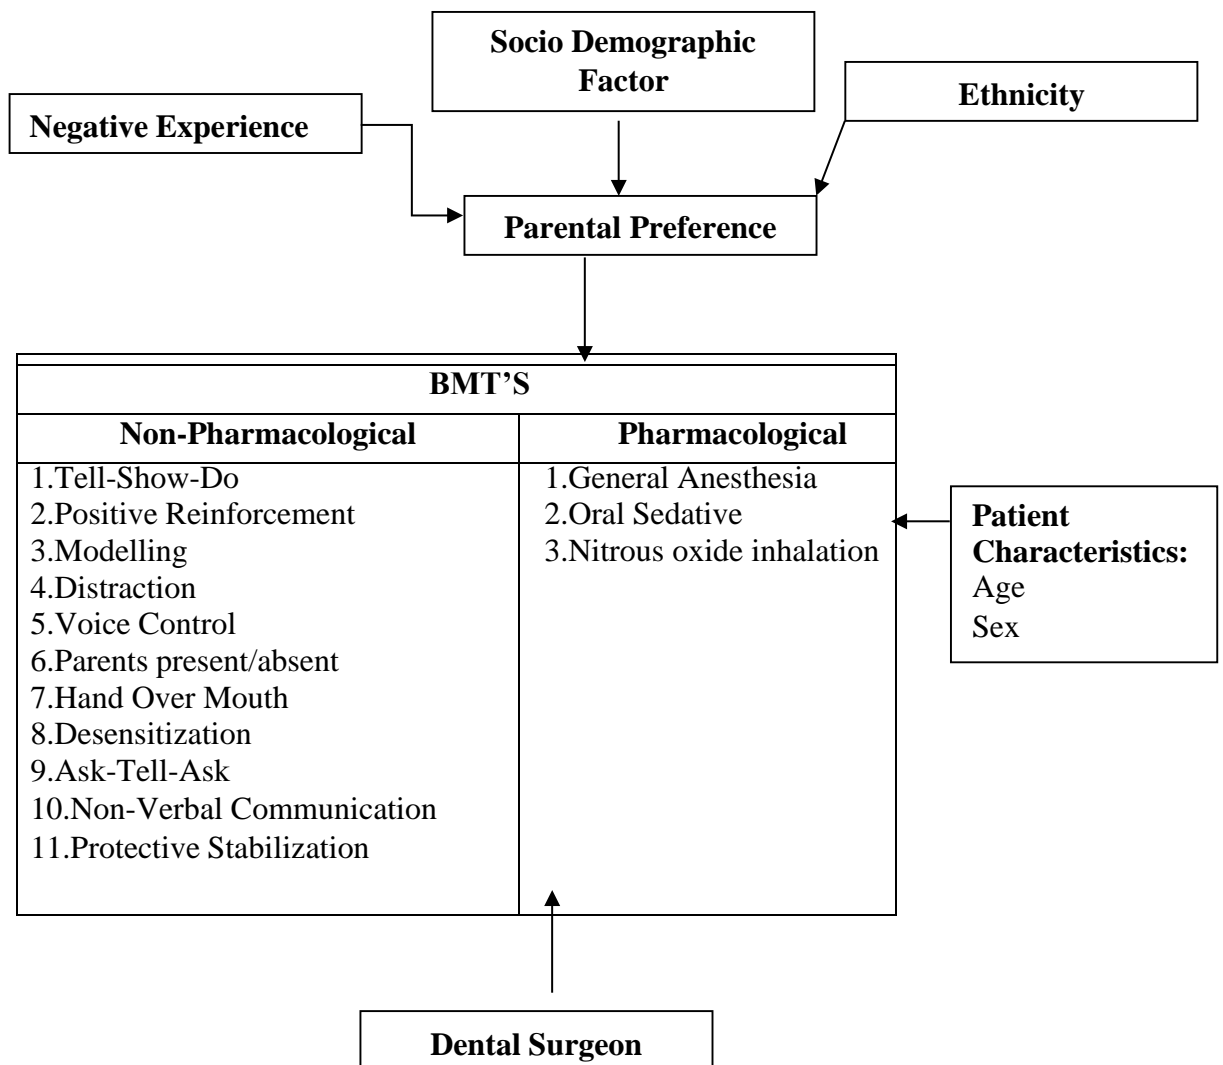 Socio Demographic
Factor
Ethnicity
Negative Experience
Parental Preference
BMT’S
Non-Pharmacological
Pharmacological
1.Tell-Show-Do
2.Positive Reinforcement
3.Modelling
4.Distraction
5.Voice Control
6.Parents present/absent
7.Hand Over Mouth
8.Desensitization
9.Ask-Tell-Ask
10.Non-Verbal Communication
11.Protective Stabilization
1.General Anesthesia
2.Oral Sedative
3.Nitrous oxide inhalation
Patient
Characteristics:
Age
Sex
Dental Surgeon